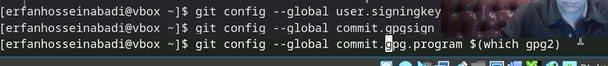 [erfanhosseinabadi@vbox ~]$ git config --global user.signingkey
[erfanhosseinabadi@vbox ~]$ git config --global commit.gpgsign
[erfanhosseinabadi@vbox ~]$ git config --global commit.gpg.program $(which gpg2)